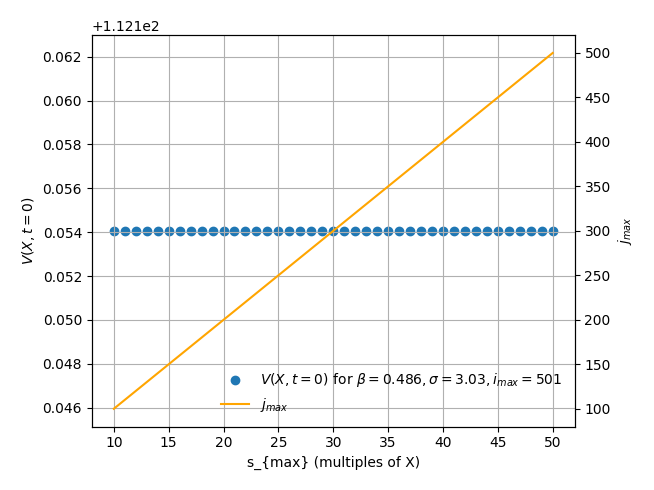 +1.121e2
0.062
0.060
0.058
0.056
0.054
0.052
0.050
0.048
0.046
V(X, t = 0)
500
450
400
350
300
250
200
150
100
j_max
V(X, t = 0) for β = 0.486, σ = 3.03, i_max = 501
j_max
10 15 20 25 30 35 40 45 50
s_{max} (multiples of X)